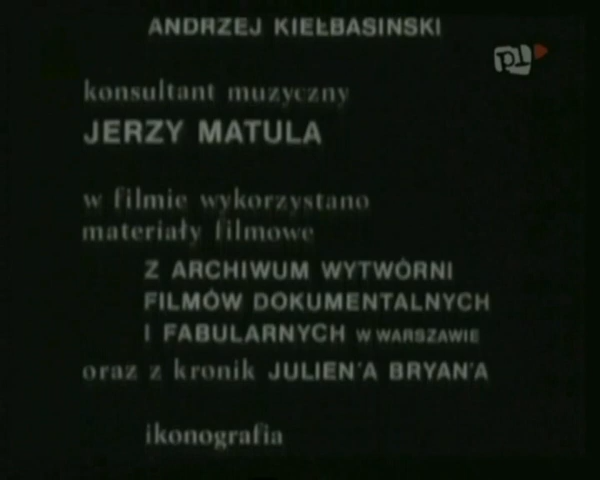 ANDRZEJ KIEŁBASINSKI
pl
konsultant muzyczny
JERZY MATULA
w filmie wykorzystano
materiały filmowe
Z ARCHIWUM WYTWÓRNI
FILMÓW DOKUMENTALNYCH
I FABULARNYCH W WARSZAWIE
oraz z kronik JULIEN'A BRYAN'A
ikonografia